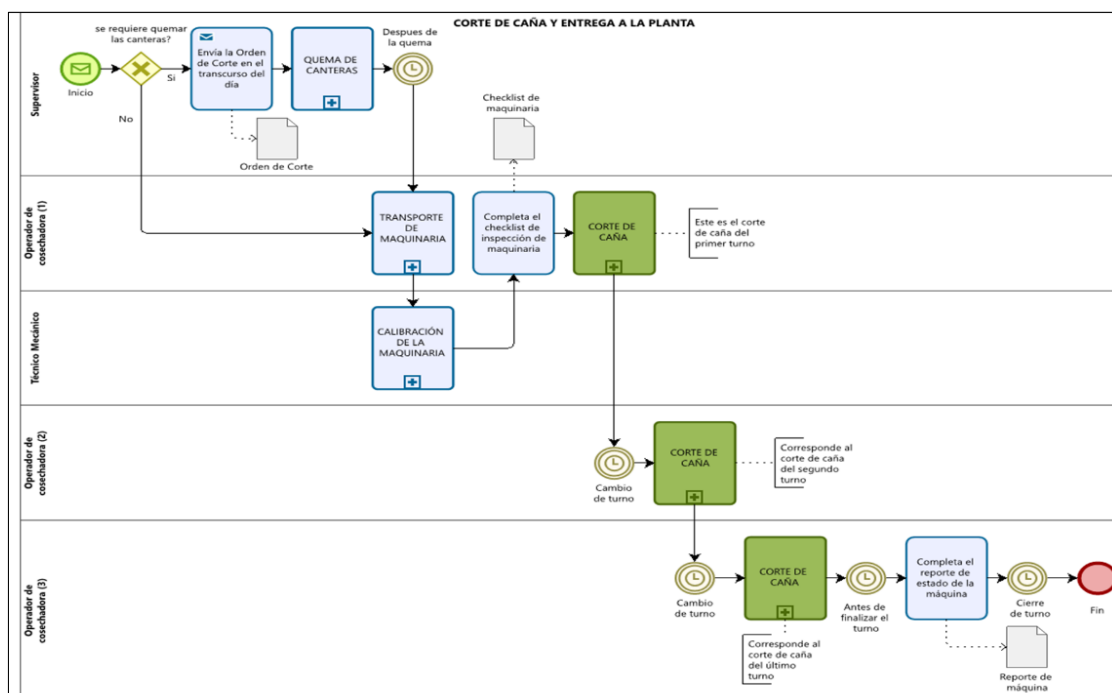 CORTE DE CAÑA Y ENTREGA A LA PLANTA
Supervisor
Inicio
se requiere quemar
las canteras?
Si
No
Envía la Orden
de Corte en el
transcurso del
día
Orden de Corte
QUEMA DE
CANTERAS
Despues de
la quema
Checklist de
maquinaria
Operador de
cosechadora (1)
TRANSPORTE
DE
MAQUINARIA
Completa el
checklist de
inspección de
maquinaria
CORTE DE
CAÑA
Este es el corte
de caña del
primer turno
Técnico Mecánico
CALIBRACIÓN
DE LA
MAQUINARIA
Operador de
cosechadora (2)
Cambio
de turno
CORTE DE
CAÑA
Corresponde al
corte de caña
del segundo
turno
Operador de
cosechadora (3)
Cambio
de turno
CORTE DE
CAÑA
Corresponde al
corte de caña
del último
turno
Antes de
finalizar el
turno
Completa el
reporte de
estado de la
máquina
Reporte de
máquina
Cierre
de turno
Fin